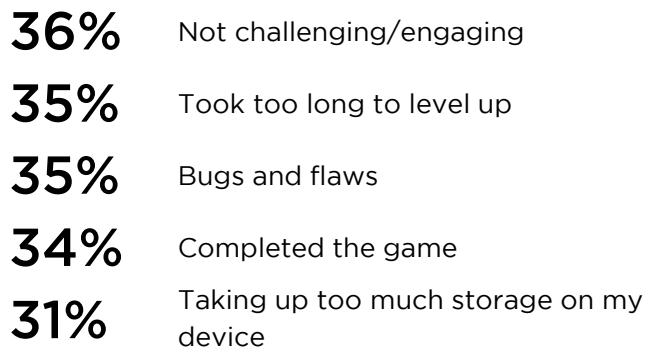 36% Not challenging/engaging
35% Took too long to level up
35% Bugs and flaws
34% Completed the game
31% Taking up too much storage on my
device